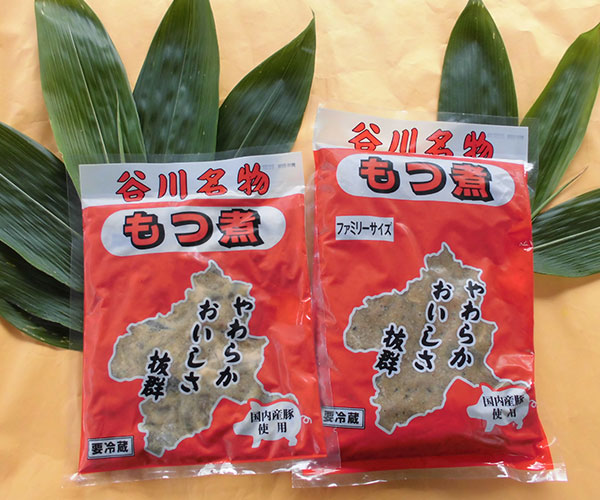 谷川名物
もつ煮
やわらか
おいしさ
抜群
国内産豚
使用
要冷蔵
谷川名物
もつ煮
ファミリーサイズ
やわらか
おいしさ
抜群
国内産豚
使用
要冷蔵